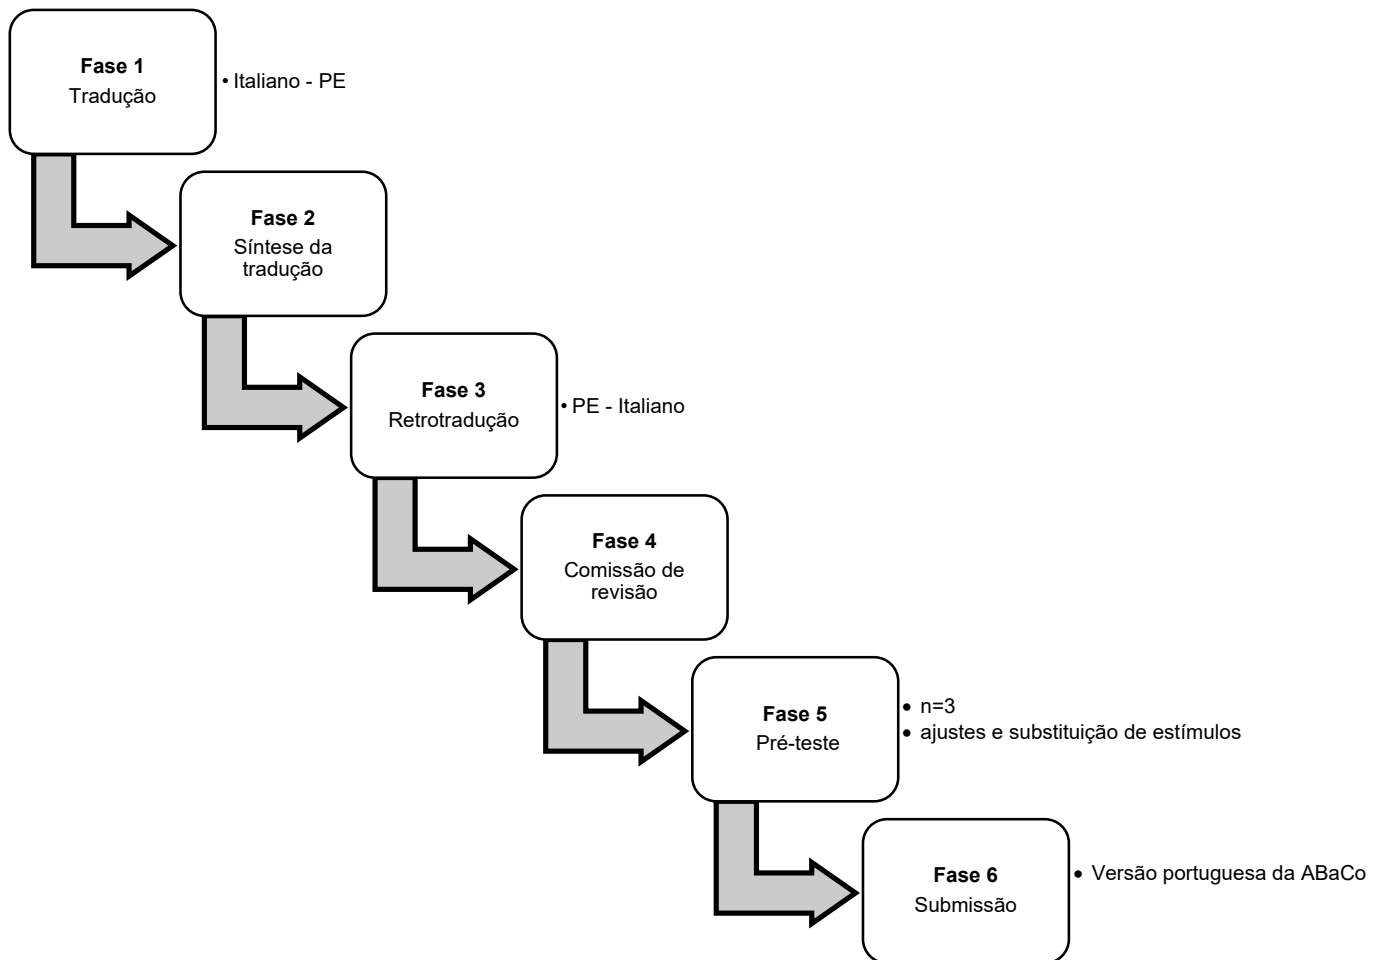 Fase 1
Tradução
• Italiano - PE
Fase 2
Síntese da
tradução
Fase 3
Retrotradução
• PE - Italiano
Fase 4
Comissão de
revisão
Fase 5
Pré-teste
• n=3
• ajustes e substituição de estímulos
Fase 6
Submissão
• Versão portuguesa da ABaCo